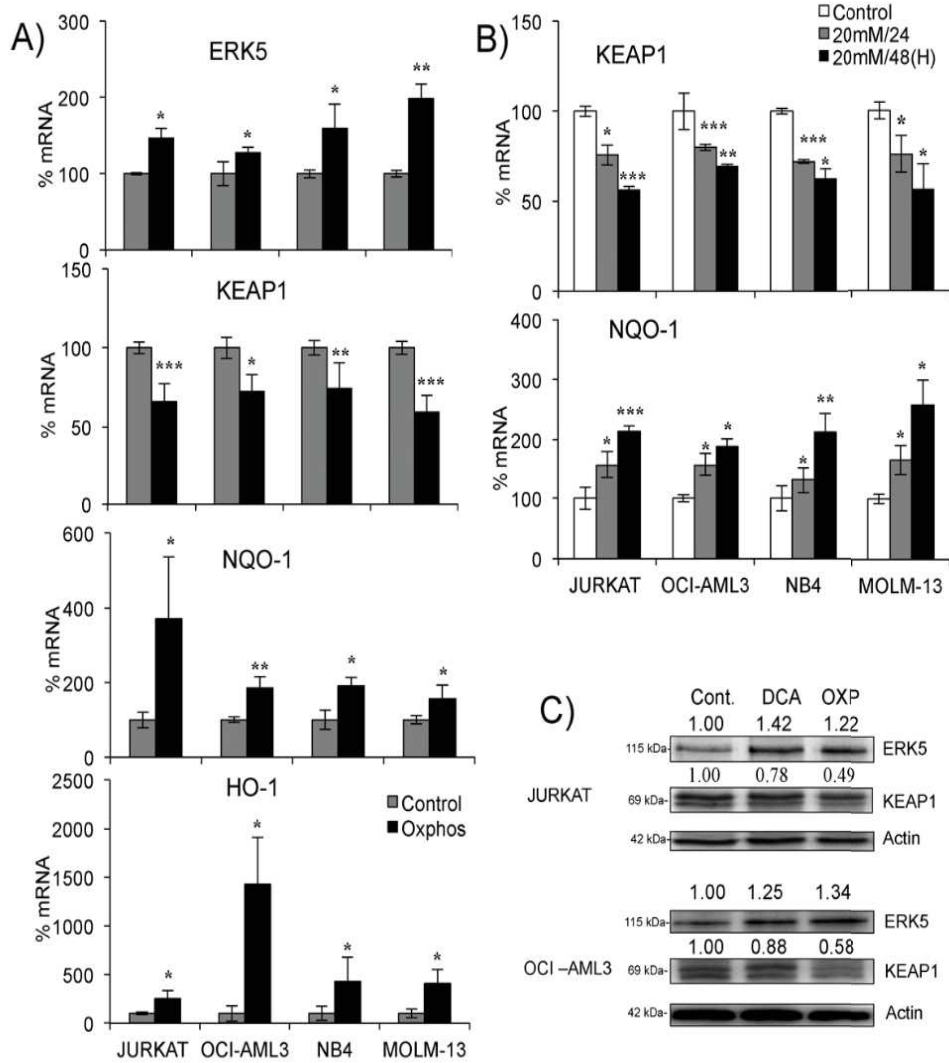 A)
ERK5
% mRNA
300
200
100
0
*
*
*
**
KEAP1
% mRNA
150
100
50
0
***
*
**
***
NQO-1
% mRNA
600
400
200
0
*
**
*
*
HO-1
Control
Oxphos
% mRNA
2500
2000
1500
1000
500
0
*
*
*
*
JURKAT OCI-AML3 NB4 MOLM-13
B)
Control
20mM/24
20mM/48(H)
KEAP1
% mRNA
150
100
50
0
* ***
*** **
*** *
* *
NQO-1
% mRNA
400
300
200
100
0
* ***
* *
* **
* *
JURKAT OCI-AML3 NB4 MOLM-13
C)
Cont. DCA OXP
1.00 1.42 1.22
115 kDa- ERK5
1.00 0.78 0.49
JURKAT
69 kDa- KEAP1
42 kDa- Actin
1.00 1.25 1.34
115 kDa- ERK5
1.00 0.88 0.58
OCI –AML3
69 kDa- KEAP1
42 kDa- Actin